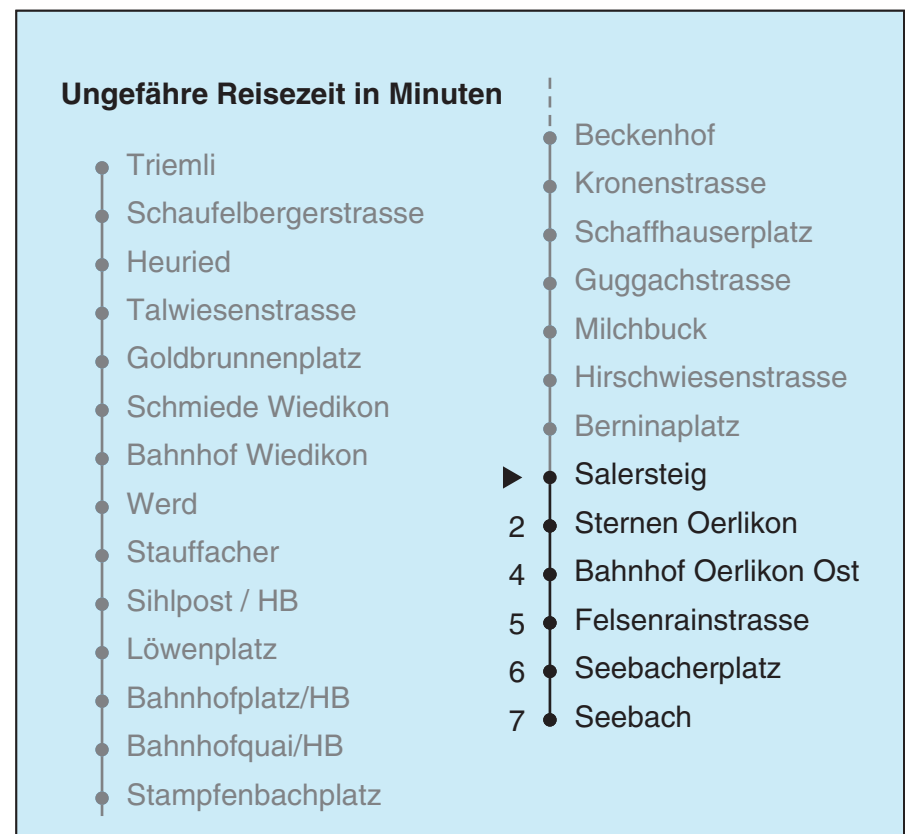 Ungefähre Reisezeit in Minuten
Triemli
Schaufelbergerstrasse
Heuried
Talwiesenstrasse
Goldbrunnenplatz
Schmiede Wiedikon
Bahnhof Wiedikon
Werd
Stauffacher
Sihlpost / HB
Löwenplatz
Bahnhofplatz/HB
Bahnhofquai/HB
Stampfenbachplatz
Beckenhof
Kronenstrasse
Schaffhauserplatz
Guggachstrasse
Milchbuck
Hirschwiesenstrasse
Berninaplatz
Salersteig
2 Sternen Oerlikon
4 Bahnhof Oerlikon Ost
5 Felsenrainstrasse
6 Seebacherplatz
7 Seebach